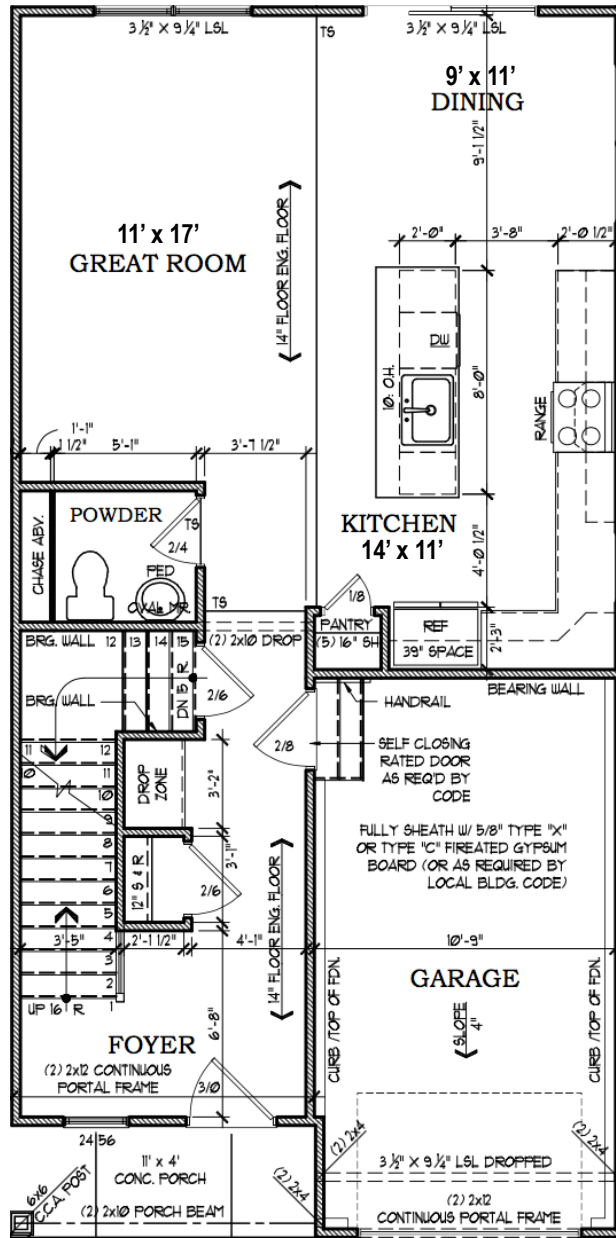 3 ½" X 9 ¼" LSL
TS
3 ½" X 9 ¼" LSL
9' x 11'
DINING
9'-1 1/2"
11' x 17'
GREAT ROOM
14" FLOOR ENG. FLOOR
2'-0"
3'-8"
2'-0 1/2"
DW
10: O.H.
8'-0"
RANGE
1'-1"
1 1/2"
5'-1"
3'-7 1/2"
CHASE ABV.
POWDER
TS
2/4
PED
OVAL MR.
KITCHEN
14' x 11'
4'-0 1/2"
TS
1/8
PANTRY
(5) 16" SH
REF
39" SPACE
2'-3"
BRG. WALL
12
13
14
15
(2) 2x10 DROP
DN 15 R
2/6
BRG. WALL
BEARING WALL
HANDRAIL
2/8
SELF CLOSING
RATED DOOR
AS REQ'D BY
CODE
11
12
11
10
9
8
7
6
5
4
3
2
1
DROP
ZONE
3'-2"
3'-1"
12" S & R
2/6
FULLY SHEATH W/ 5/8" TYPE "X"
OR TYPE "C" FIREATED GYPSUM
BOARD (OR AS REQUIRED BY
LOCAL BLDG. CODE)
3'-5"
2'-1 1/2"
4'-1"
14" FLOOR ENG. FLOOR
10'-9"
UP 16 R
GARAGE
CURB /TOP OF FDN.
SLOPE
4"
CURB /TOP OF FDN.
6'-8"
FOYER
(2) 2x12 CONTINUOUS
PORTAL FRAME
3/0
24 56
11' x 4'
CONC. PORCH
6x6
C.C.A. POST
(2) 2x10 PORCH BEAM
(2) 2x4
(2) 2x4
(2) 2x4
3 ½" X 9 ¼" LSL DROPPED
(2) 2x12
CONTINUOUS PORTAL FRAME